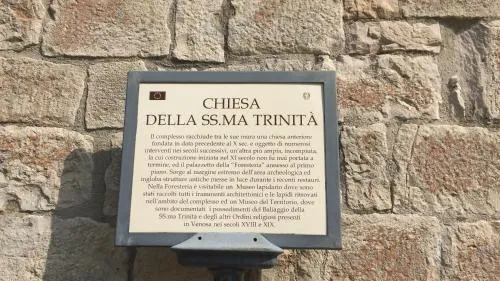 CHIESA
DELLA SS.MA TRINITÀ
Il complesso racchiude tra le sue mura una chiesa anteriore
fondata in data precedente al X sec. e oggetto di numerosi
interventi nei secoli successivi, un'altra più ampia, incompiuta,
la cui costruzione iniziata nel XI secolo non fu mai portata a
termine, ed il palazzetto della "Foresteria" annesso al primo
piano. Sorge al margine estremo dell'area archeologica ed
ingloba strutture antiche messe in luce durante i recenti restauri.
Nella Foresteria è visitabile un Museo lapidario dove sono
stati raccolti tutti i frammenti architettonici e le lapidi rinvenuti
nell'ambito del complesso ed un Museo del Territorio, dove
sono documentati i possedimenti del Baliaggio della
SS.ma Trinità e degli altri Ordini religiosi presenti
in Venosa nei secoli XVIII e XIX.